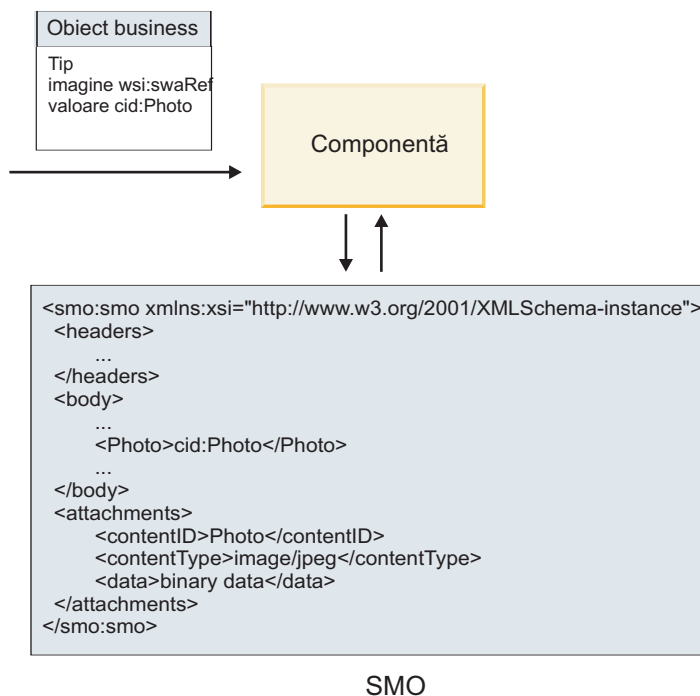 Obiect business
Tip
imagine wsi:swaRef
valoare cid:Photo
Componentă
<smo:smo xmlns:xsi="http://www.w3.org/2001/XMLSchema-instance">
<headers>
...
</headers>
<body>
...
<Photo>cid:Photo</Photo>
...
</body>
<attachments>
<contentID>Photo</contentID>
<contentType>image/jpeg</contentType>
<data>binary data</data>
</attachments>
</smo:smo>
SMO